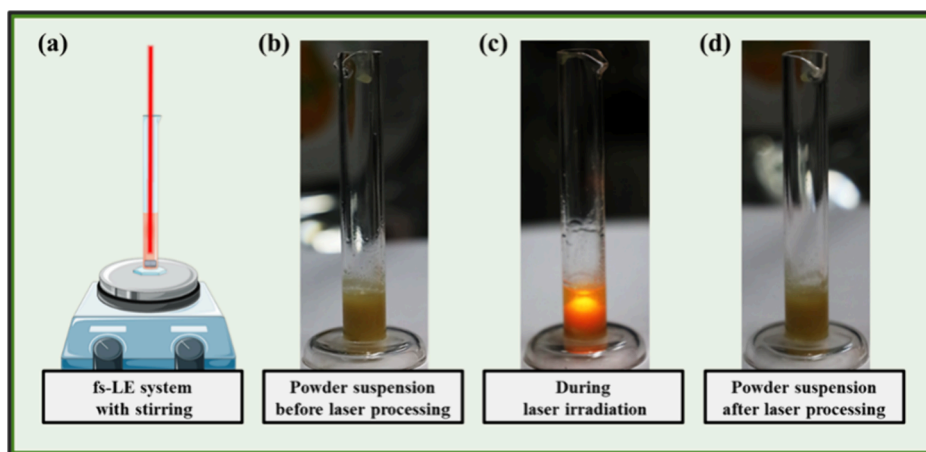 (a)
(b)
(c)
(d)
fs-LE system
with stirring
Powder suspension
before laser processing
During
laser irradiation
Powder suspension
after laser processing